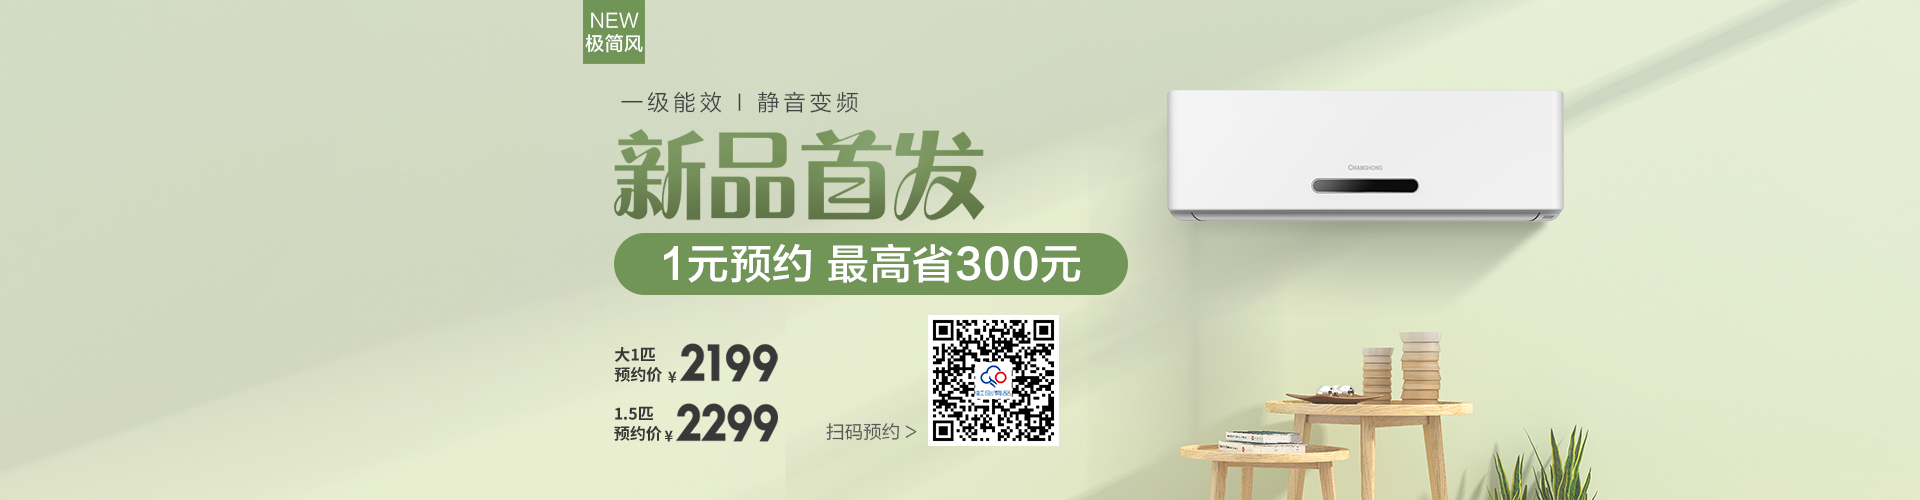 NEW
极简风
一级能效 | 静音变频
新品首发
1元预约 最高省300元
大1匹
预约价 ¥ 2199
1.5匹
预约价 ¥ 2299
扫码预约 >
CHANGHONG